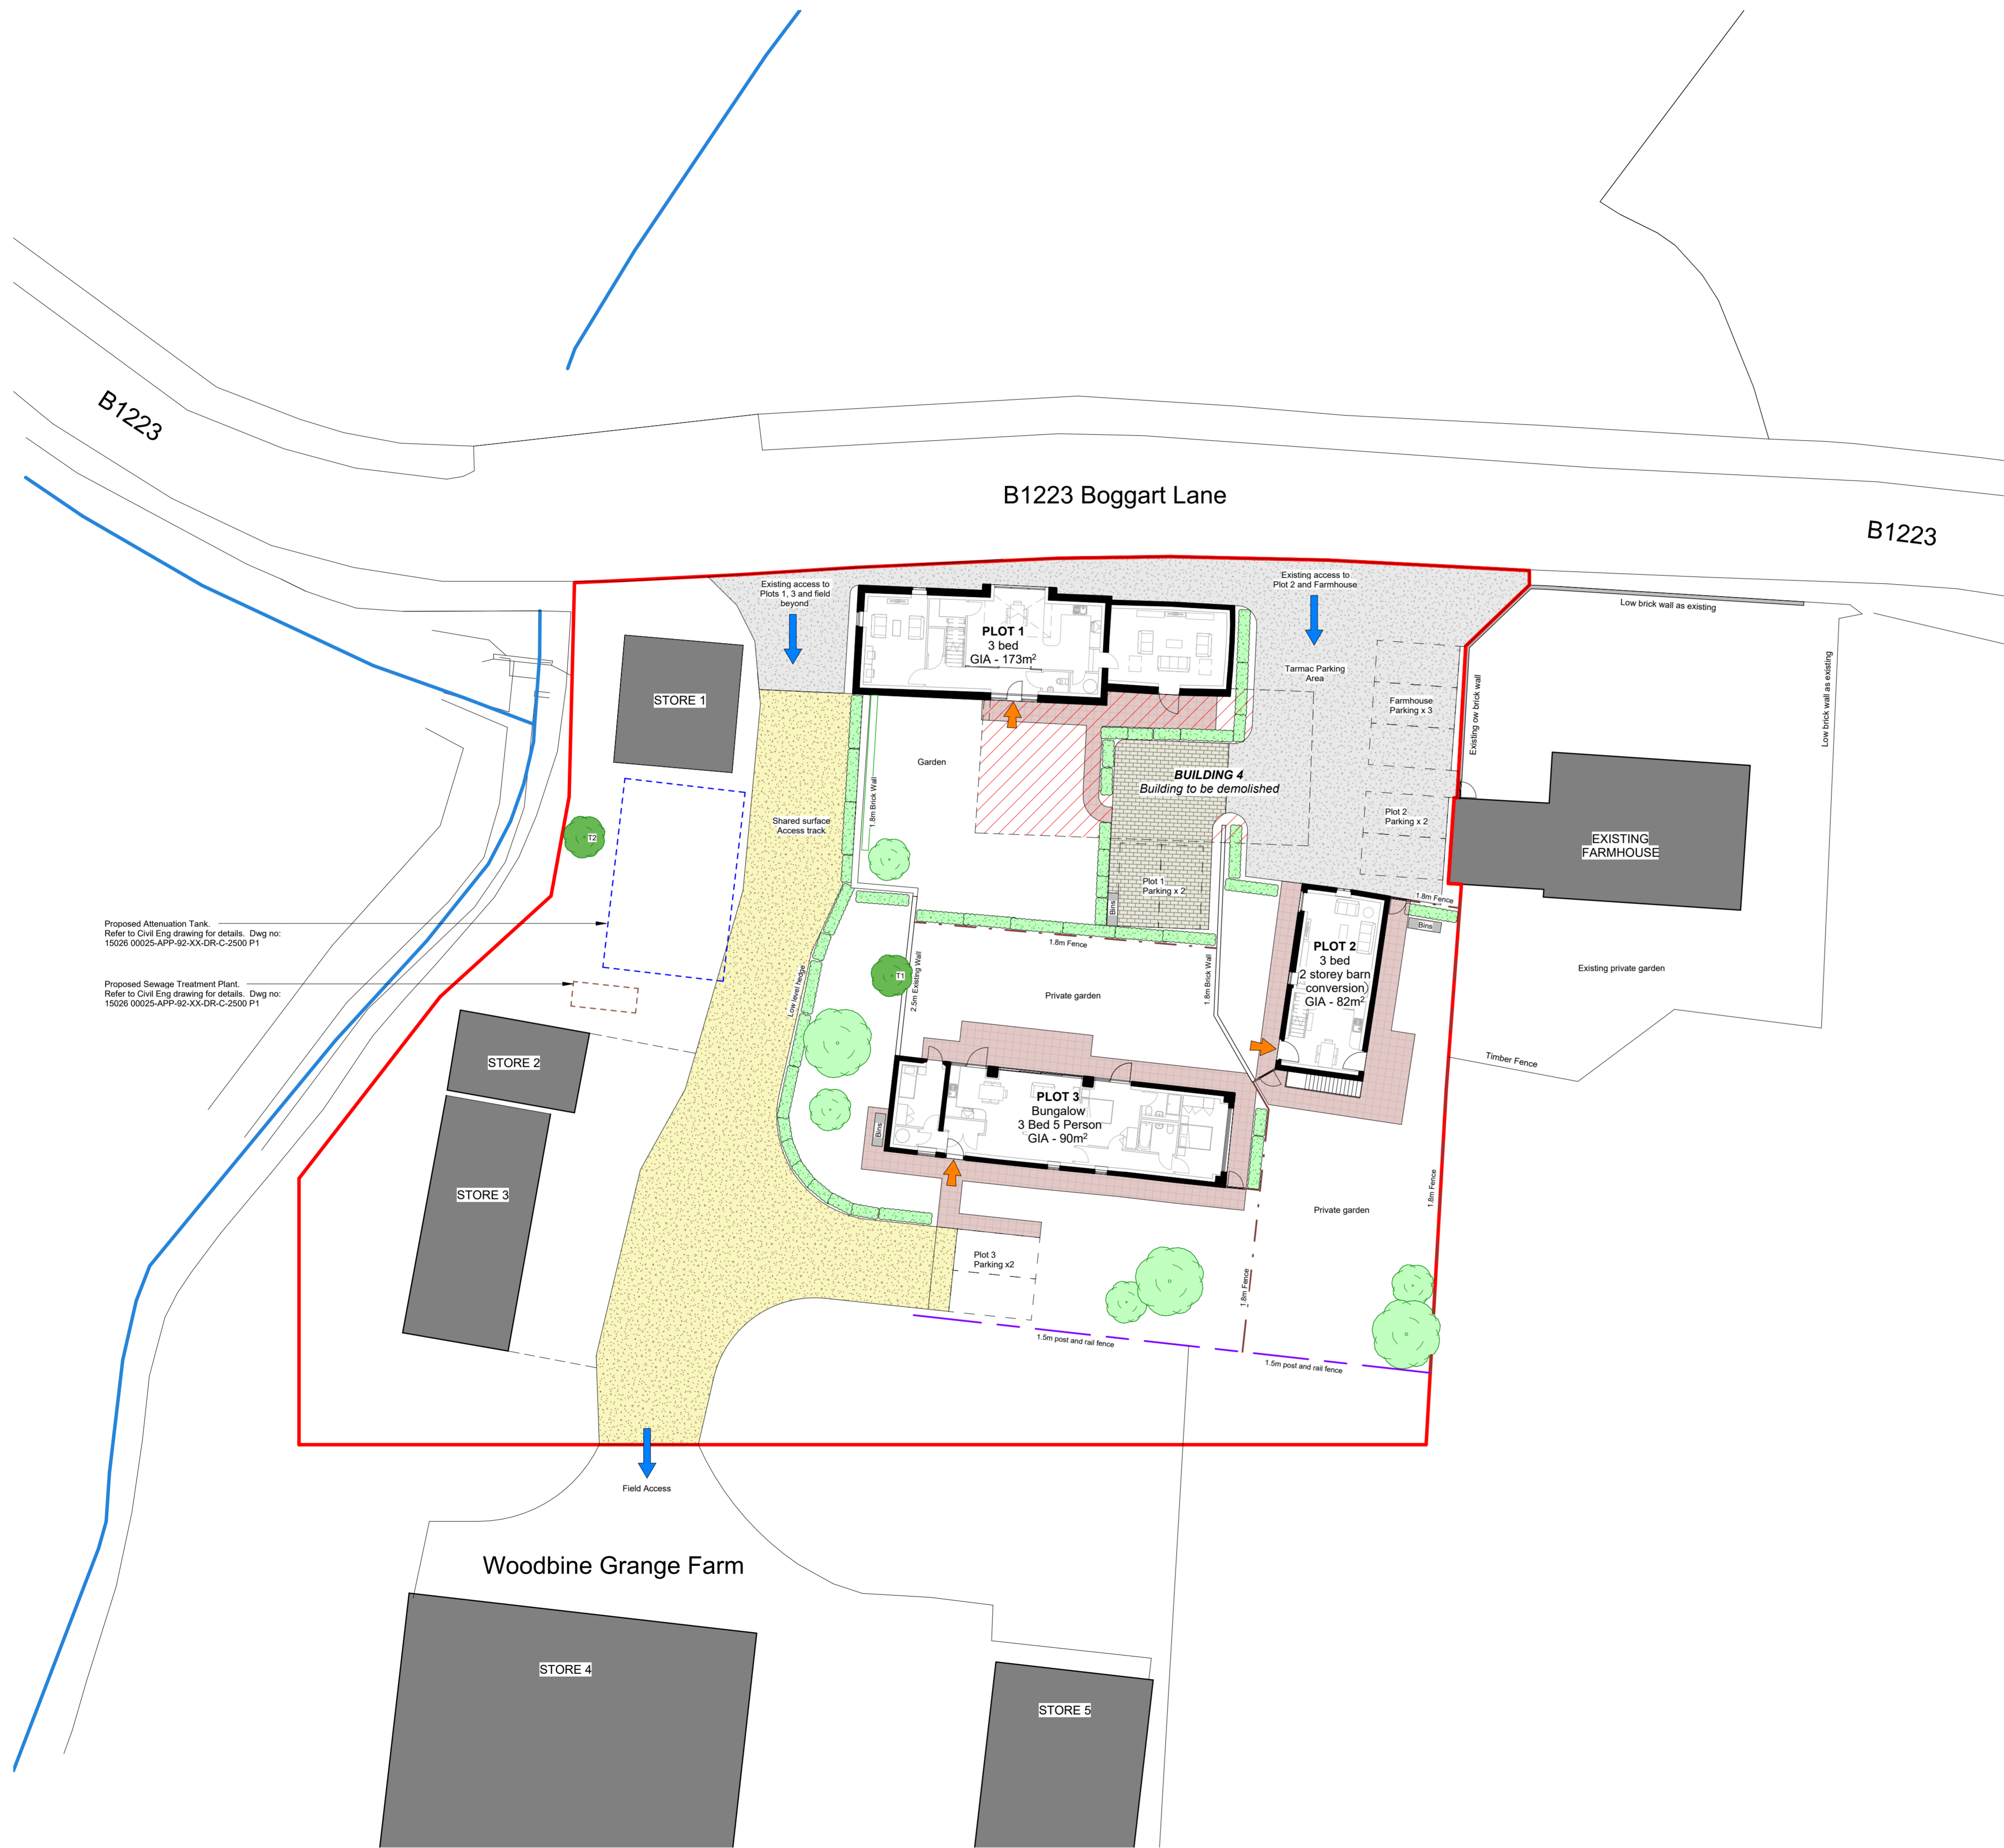 B1223
B1223 Boggart Lane
B1223
Existing access to
Plots 1, 3 and field
beyond
Existing access to
Plot 2 and Farmhouse
Low brick wall as existing
PLOT 1
3 bed
GIA - 173m²
Tarmac Parking
Area
STORE 1
Farmhouse
Parking x 3
Existing ow brick wall
Low brick wall as existing
Garden
BUILDING 4
Building to be demolished
1.8m Brick Wall
Shared surface
Access track
Plot 2
Parking x 2
T2
EXISTING
FARMHOUSE
Plot 1
Parking x 2
Bins
1.8m Fence
Bins
Proposed Attenuation Tank.
Refer to Civil Eng drawing for details. Dwg no:
15026 00025-APP-92-XX-DR-C-2500 P1
1.8m Fence
PLOT 2
3 bed
2 storey barn
conversion)
GIA - 82m²
Existing private garden
T1
2.5m Existing Wall
Low level hedge
1.8m Brick Wall
Private garden
Proposed Sewage Treatment Plant.
Refer to Civil Eng drawing for details. Dwg no:
15026 00025-APP-92-XX-DR-C-2500 P1
STORE 2
Timber Fence
PLOT 3
Bungalow
3 Bed 5 Person
GIA - 90m²
Bins
STORE 3
1.8m Fence
Private garden
Plot 3
Parking x2
1.8m Fence
1.5m post and rail fence
1.5m post and rail fence
Field Access
Woodbine Grange Farm
STORE 4
STORE 5